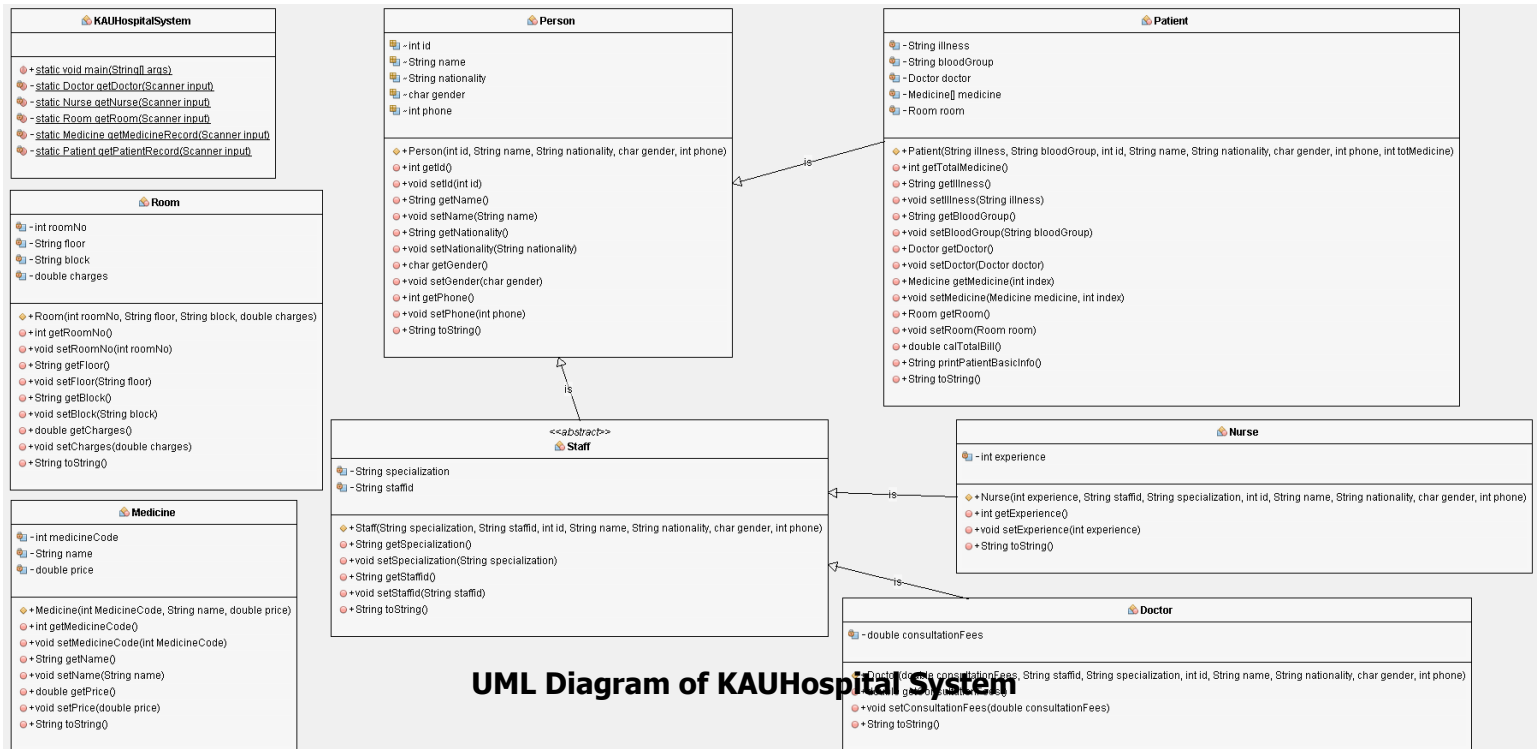 KAUHospitalSystem
+static void main(String[] args)
-static Doctor getDoctor(Scanner input)
-static Nurse getNurse(Scanner input)
-static Room getRoom(Scanner input)
-static Medicine getMedicineRecord(Scanner input)
-static Patient getPatientRecord(Scanner input)
Room
-int roomNo
-String floor
-String block
-double charges
+Room(int roomNo, String floor, String block, double charges)
+int getRoomNo()
+void setRoomNo(int roomNo)
+String getFloor()
+void setFloor(String floor)
+String getBlock()
+void setBlock(String block)
+double getCharges()
+void setCharges(double charges)
+String toString()
Medicine
-int medicineCode
-String name
-double price
+Medicine(int MedicineCode, String name, double price)
+int getMedicineCode()
+void setMedicineCode(int MedicineCode)
+String getName()
+void setName(String name)
+double getPrice()
+void setPrice(double price)
+String toString()
Person
~int id
~String name
~String nationality
~char gender
~int phone
+Person(int id, String name, String nationality, char gender, int phone)
+int getId()
+void setId(int id)
+String getName()
+void setName(String name)
+String getNationality()
+void setNationality(String nationality)
+char getGender()
+void setGender(char gender)
+int getPhone()
+void setPhone(int phone)
+String toString()
is
is
<<abstract>>
Staff
-String specialization
-String staffid
+Staff(String specialization, String staffid, int id, String name, String nationality, char gender, int phone)
+String getSpecialization()
+void setSpecialization(String specialization)
+String getStaffid()
+void setStaffid(String staffid)
+String toString()
Patient
-String illness
-String bloodGroup
-Doctor doctor
-Medicine[] medicine
-Room room
+Patient(String illness, String bloodGroup, int id, String name, String nationality, char gender, int phone, int totMedicine)
+int getTotalMedicine()
+String getIllness()
+void setIllness(String illness)
+String getBloodGroup()
+void setBloodGroup(String bloodGroup)
+Doctor getDoctor()
+void setDoctor(Doctor doctor)
+Medicine getMedicine(int index)
+void setMedicine(Medicine medicine, int index)
+Room getRoom()
+void setRoom(Room room)
+double calTotalBill()
+String printPatientBasicInfo()
+String toString()
is
Nurse
-int experience
+Nurse(int experience, String staffid, String specialization, int id, String name, String nationality, char gender, int phone)
+int getExperience()
+void setExperience(int experience)
+String toString()
is
Doctor
-double consultationFees
+Doctor(double consultationFees, String staffid, String specialization, int id, String name, String nationality, char gender, int phone)
+double getConsultationFees()
+void setConsultationFees(double consultationFees)
+String toString()
UML Diagram of KAUHospital System